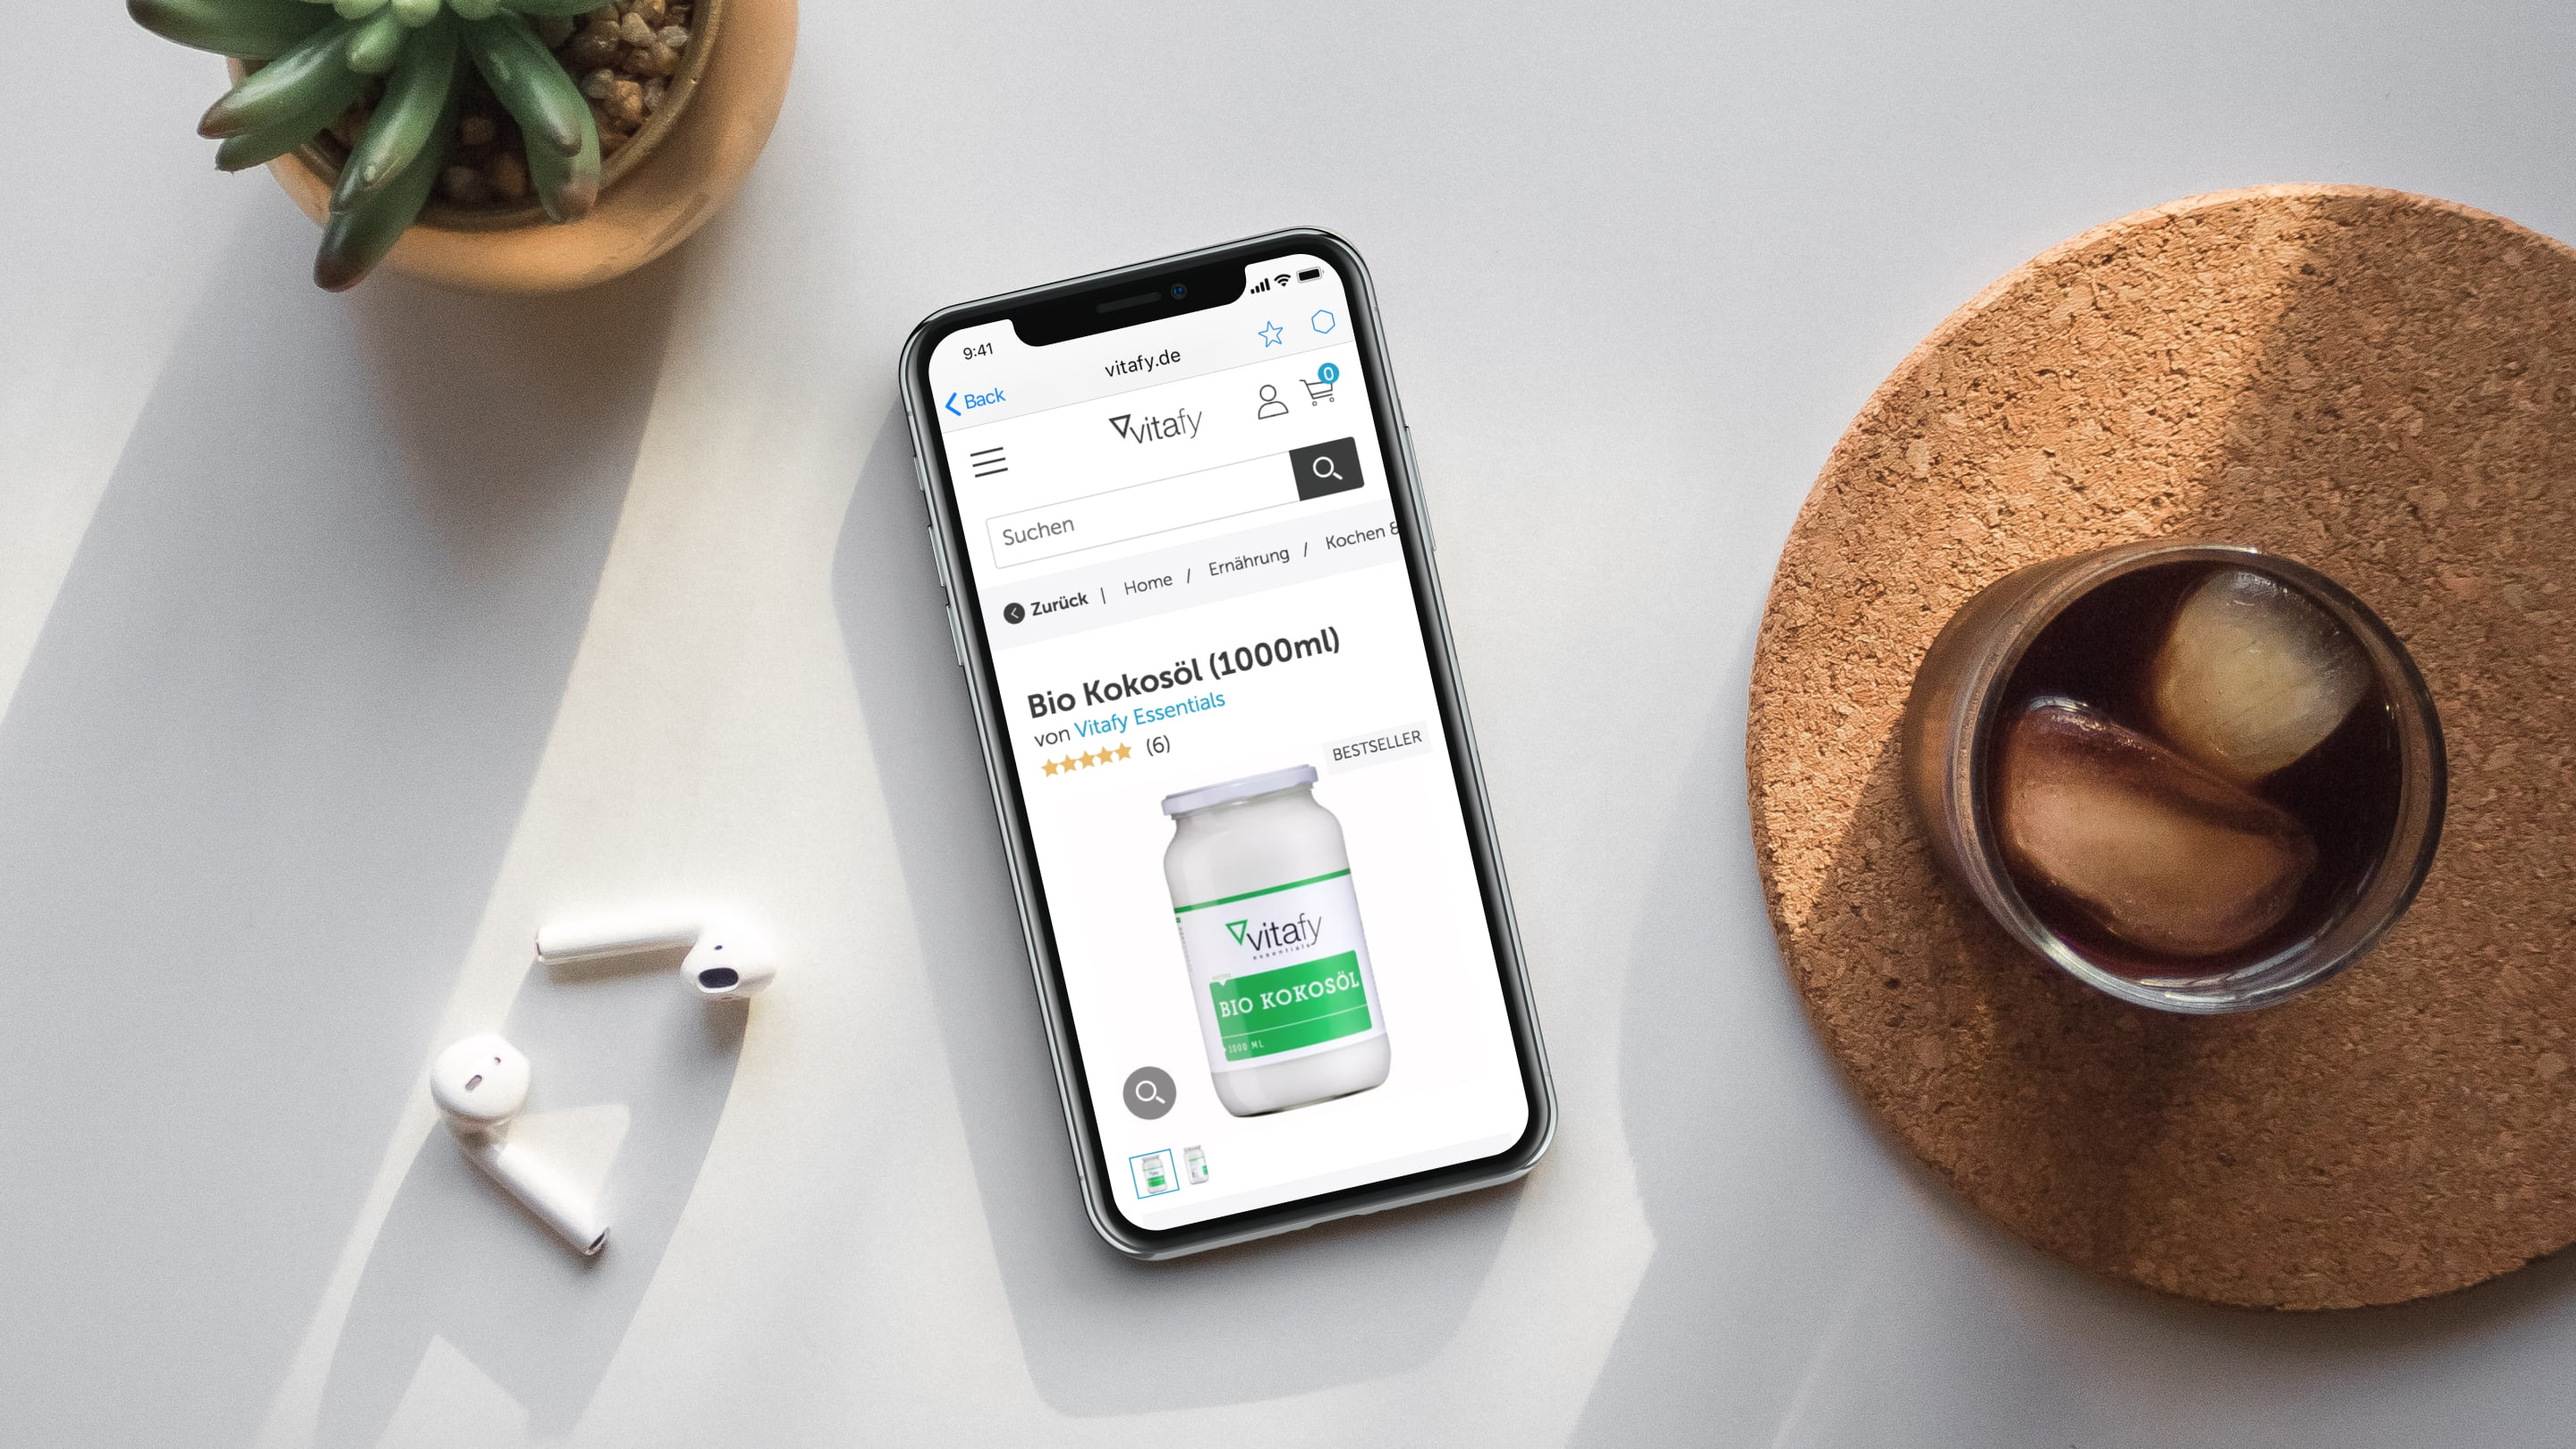 9:41
vitafy.de
Back
0
vitafy
Suchen
Zurück | Home / Ernährung / Kochen &
Bio Kokosöl (1000ml)
von Vitafy Essentials
(6)
BESTSELLER
vitafy
essentials
BIO KOKOSÖL
1000 ML